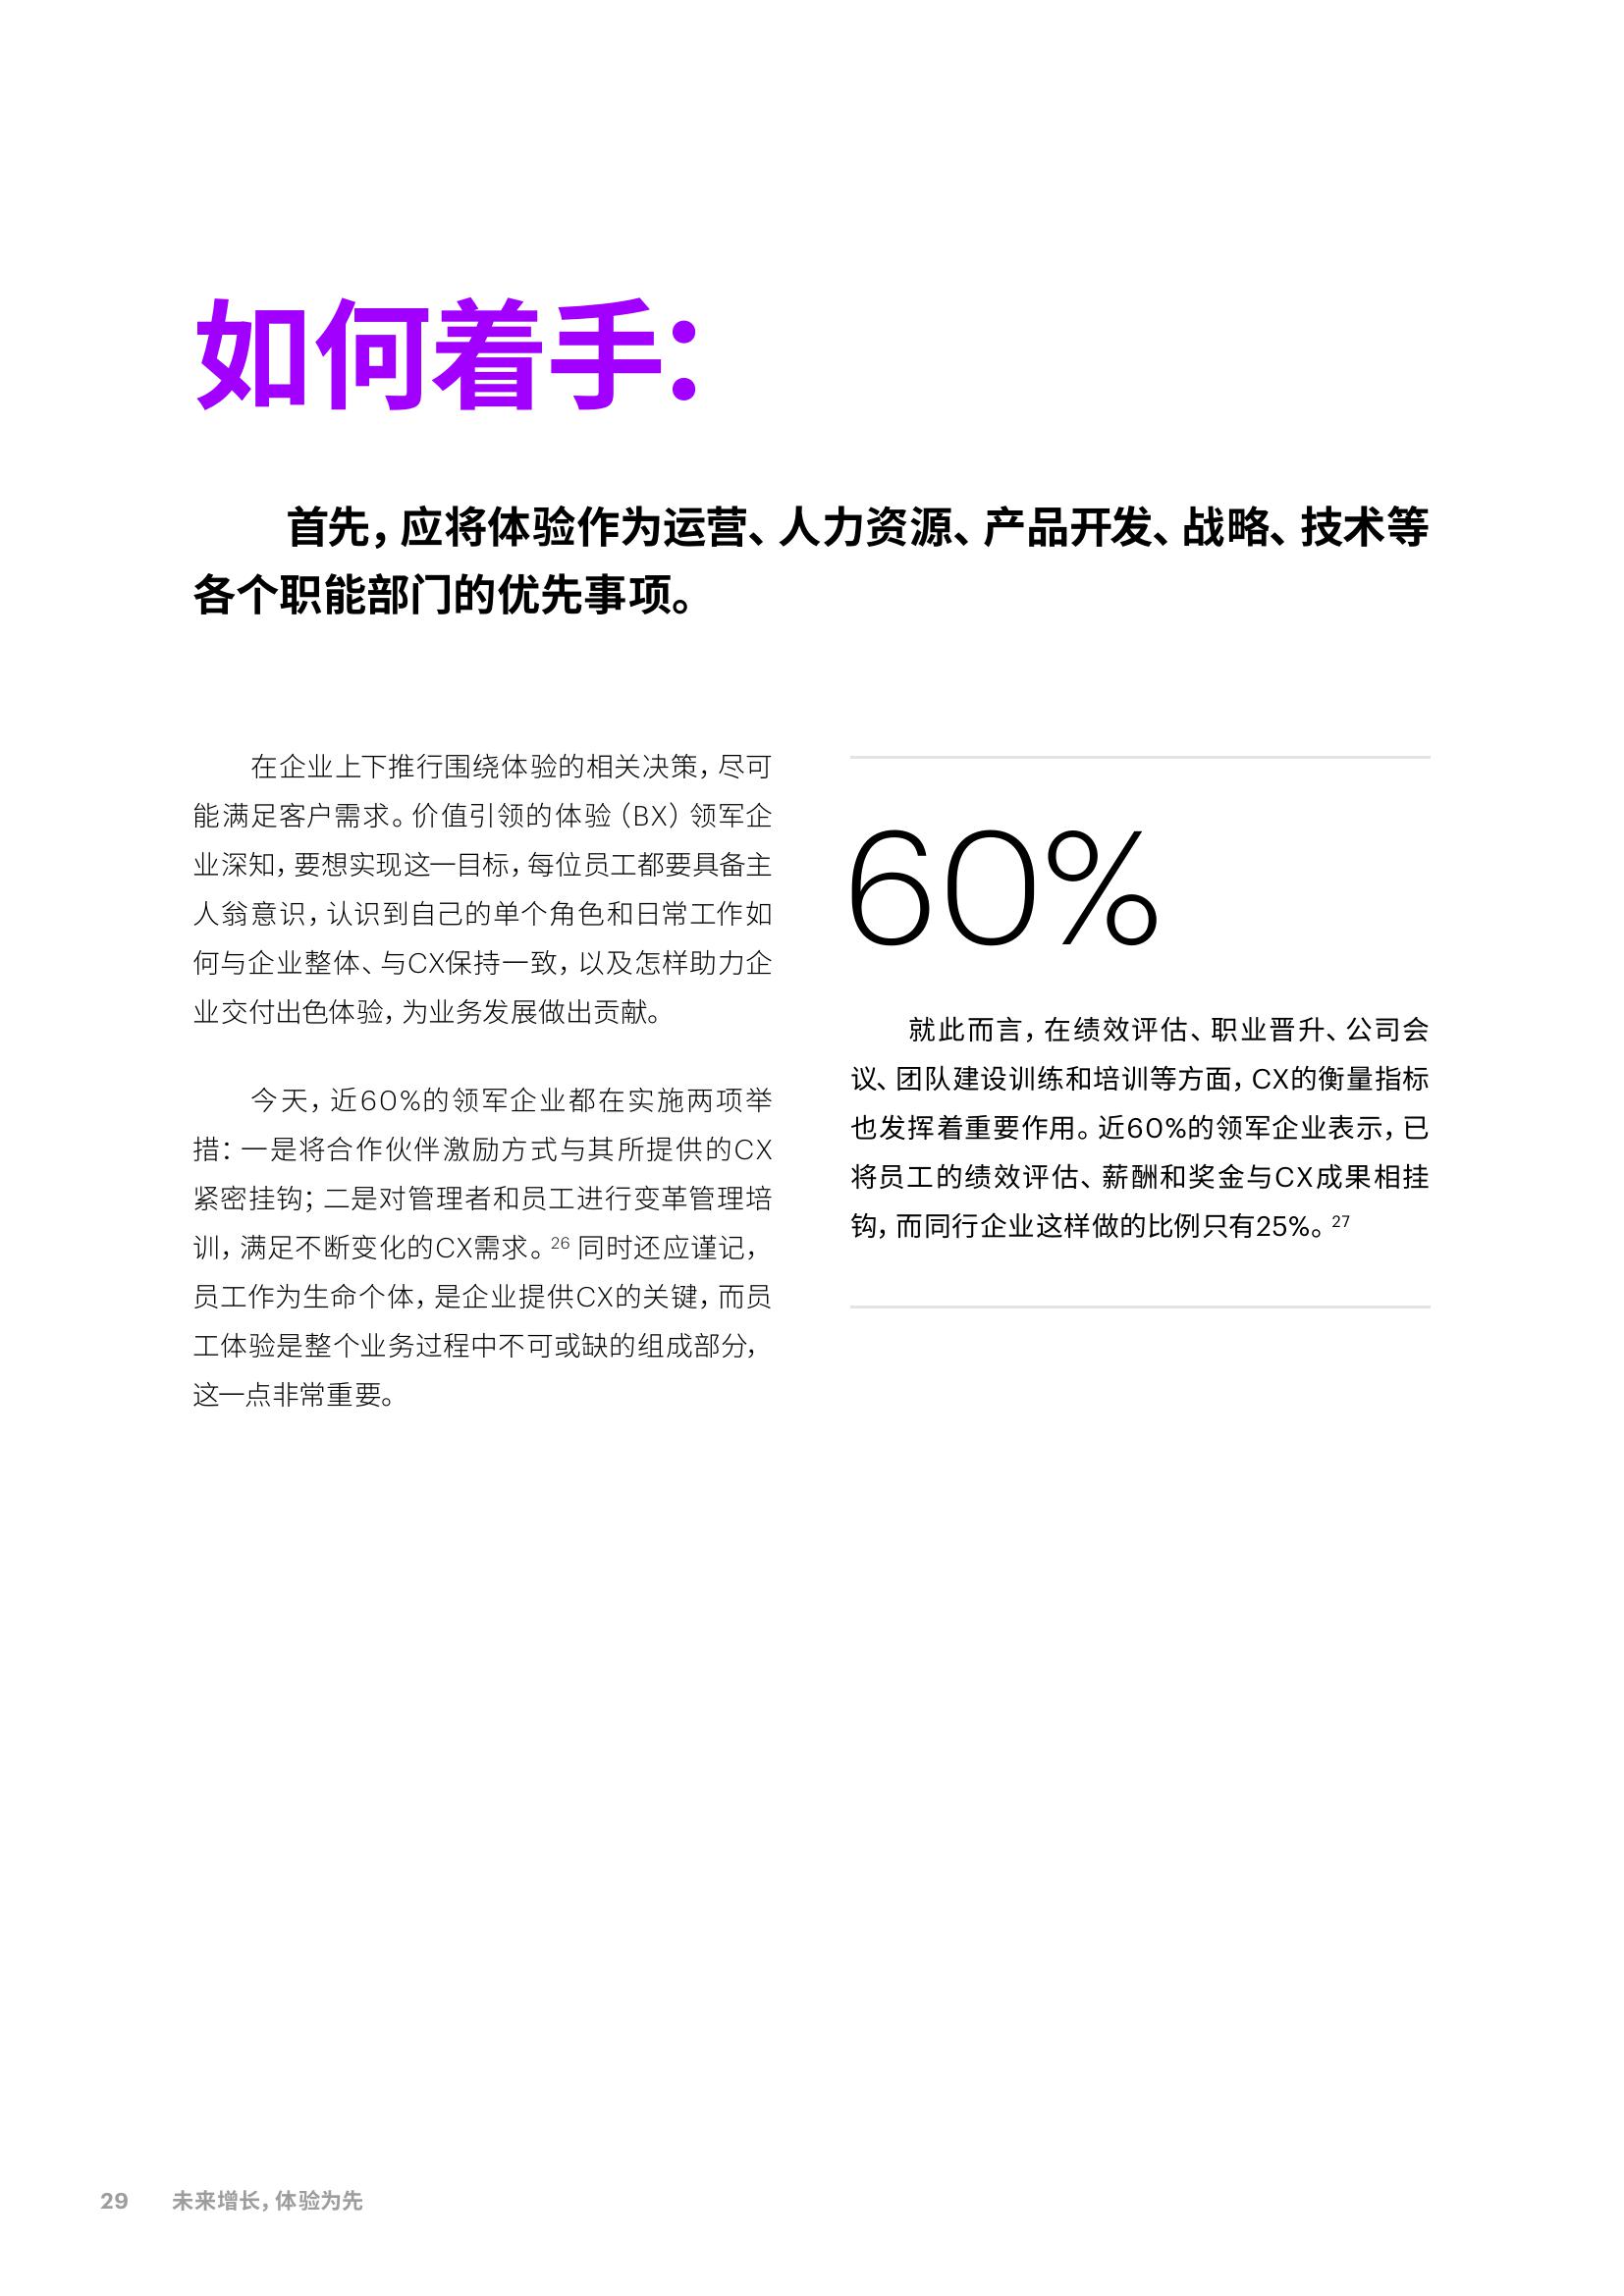 如何着手：
首先，应将体验作为运营、人力资源、产品开发、战略、技术等
各个职能部门的优先事项。
在企业上下推行围绕体验的相关决策，尽可
能满足客户需求。价值引领的体验（BX）领军企
业深知，要想实现这一目标，每位员工都要具备主
人翁意识，认识到自己的单个角色和日常工作如
何与企业整体、与CX保持一致，以及怎样助力企
业交付出色体验，为业务发展做出贡献。
今天，近60%的领军企业都在实施两项举
措：一是将合作伙伴激励方式与其所提供的CX
紧密挂钩；二是对管理者和员工进行变革管理培
训，满足不断变化的CX需求。26 同时还应谨记，
员工作为生命个体，是企业提供CX的关键，而员
工体验是整个业务过程中不可或缺的组成部分，
这一点非常重要。
60%
就此而言，在绩效评估、职业晋升、公司会
议、团队建设训练和培训等方面，CX的衡量指标
也发挥着重要作用。近60%的领军企业表示，已
将员工的绩效评估、薪酬和奖金与CX成果相挂
钩，而同行企业这样做的比例只有25%。27
29 未来增长，体验为先